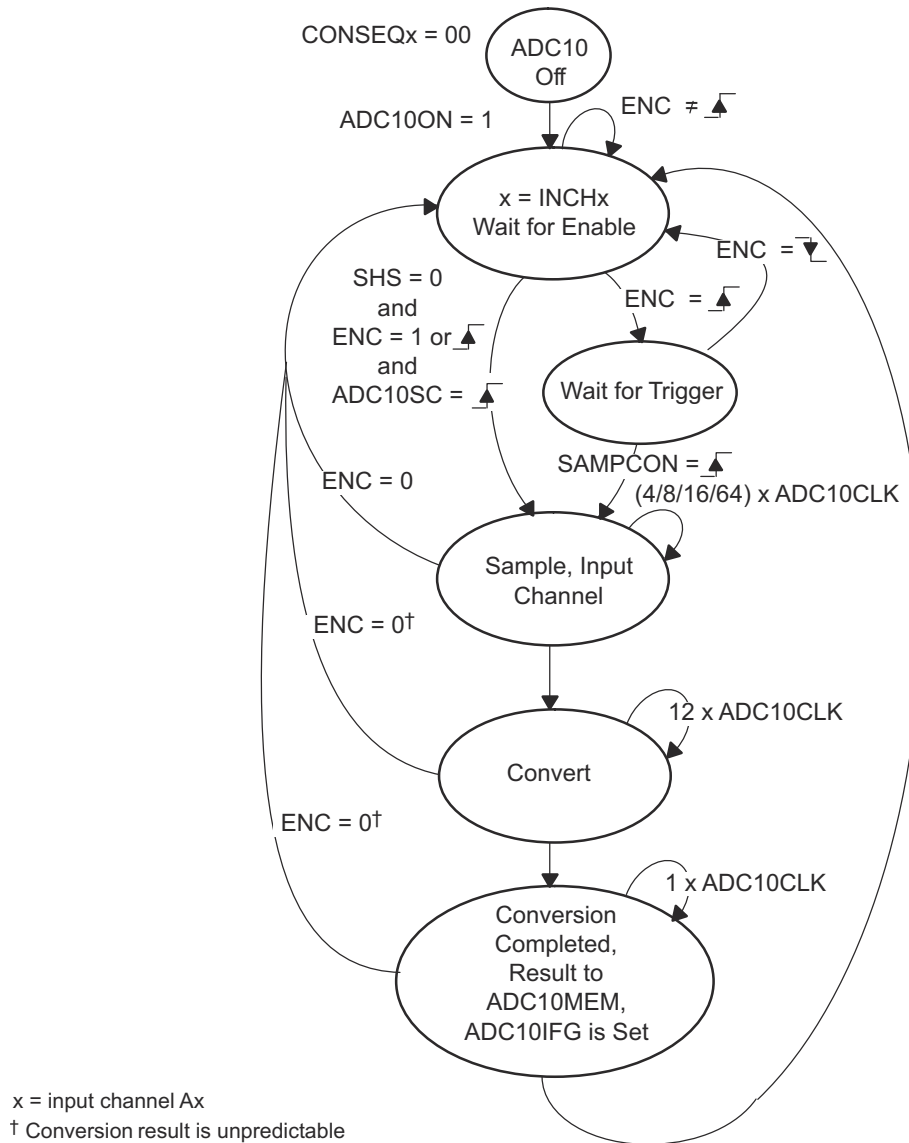 CONSEQx = 00
ADC10
Off
ADC10ON = 1
ENC ≠
x = INCHx
Wait for Enable
ENC =
SHS = 0
and
ENC = 1 or
and
ADC10SC =
ENC =
Wait for Trigger
SAMPCON =
(4/8/16/64) x ADC10CLK
ENC = 0
Sample, Input
Channel
ENC = 0†
12 x ADC10CLK
Convert
ENC = 0†
1 x ADC10CLK
Conversion
Completed,
Result to
ADC10MEM,
ADC10IFG is Set
x = input channel Ax
† Conversion result is unpredictable